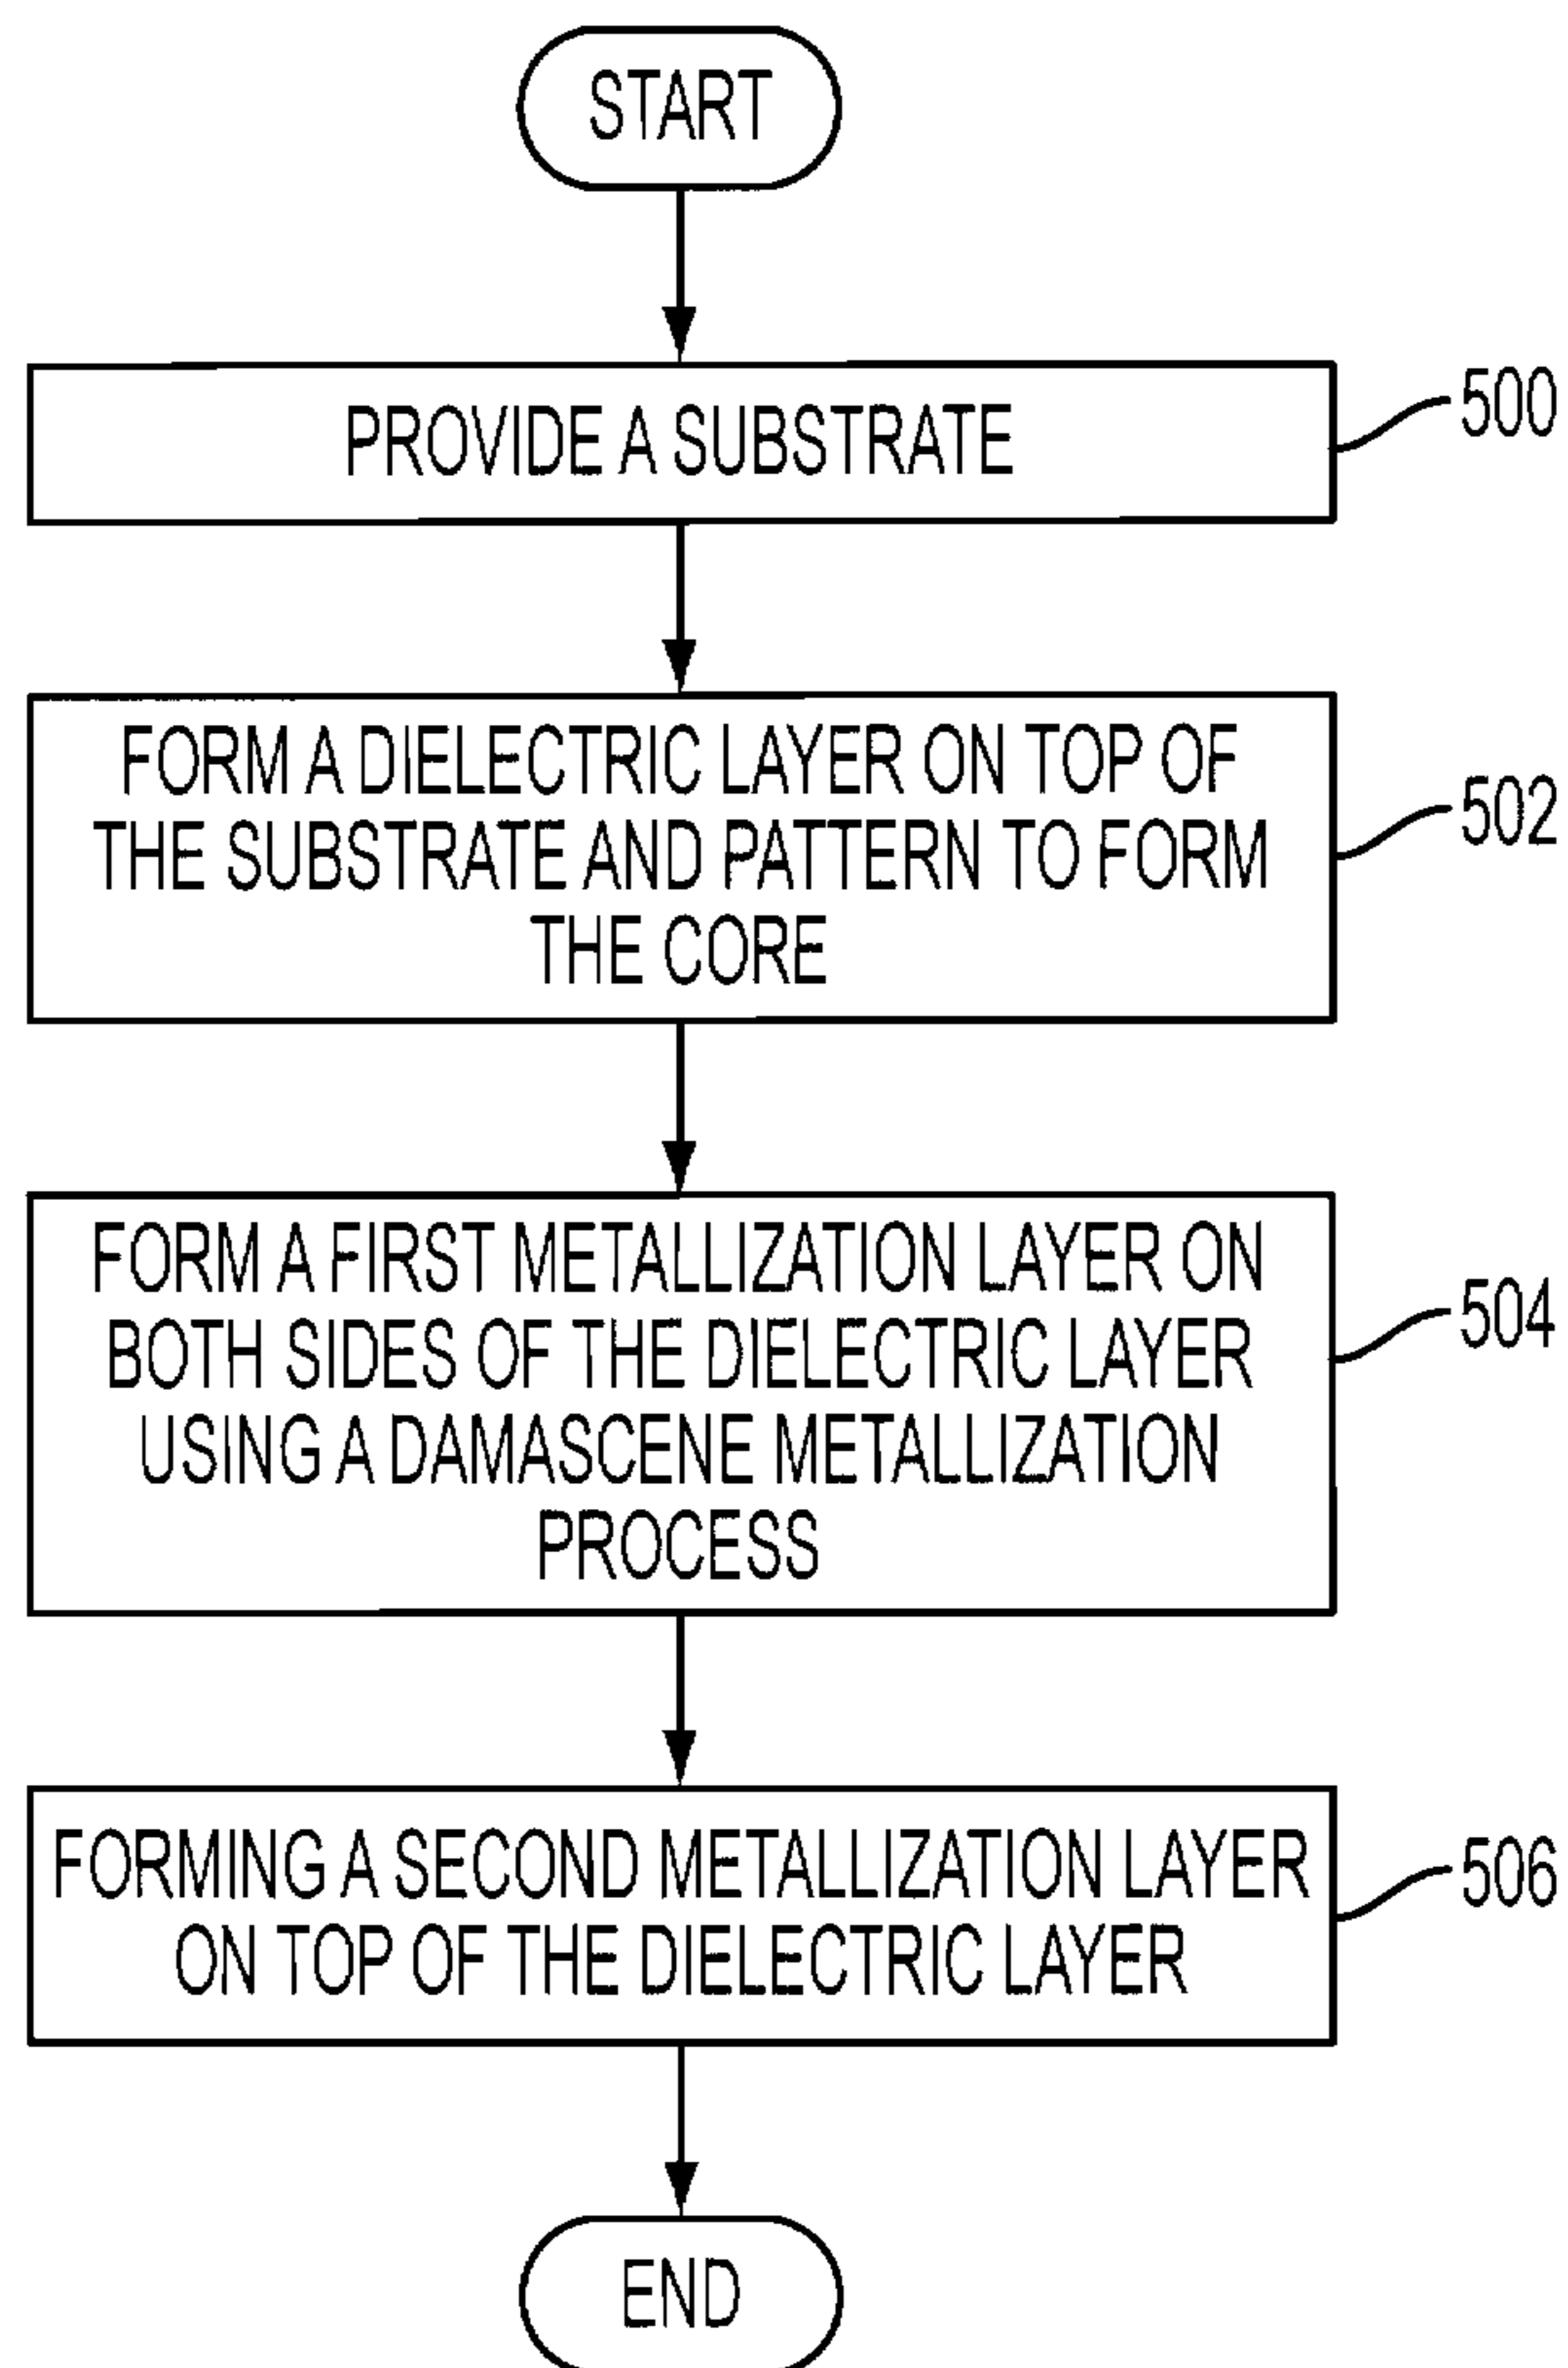 START
PROVIDE A SUBSTRATE
500
FORM A DIELECTRIC LAYER ON TOP OF
THE SUBSTRATE AND PATTERN TO FORM
THE CORE
502
FORM A FIRST METALLIZATION LAYER ON
BOTH SIDES OF THE DIELECTRIC LAYER
USING A DAMASCENE METALLIZATION
PROCESS
504
FORMING A SECOND METALLIZATION LAYER
ON TOP OF THE DIELECTRIC LAYER
506
END